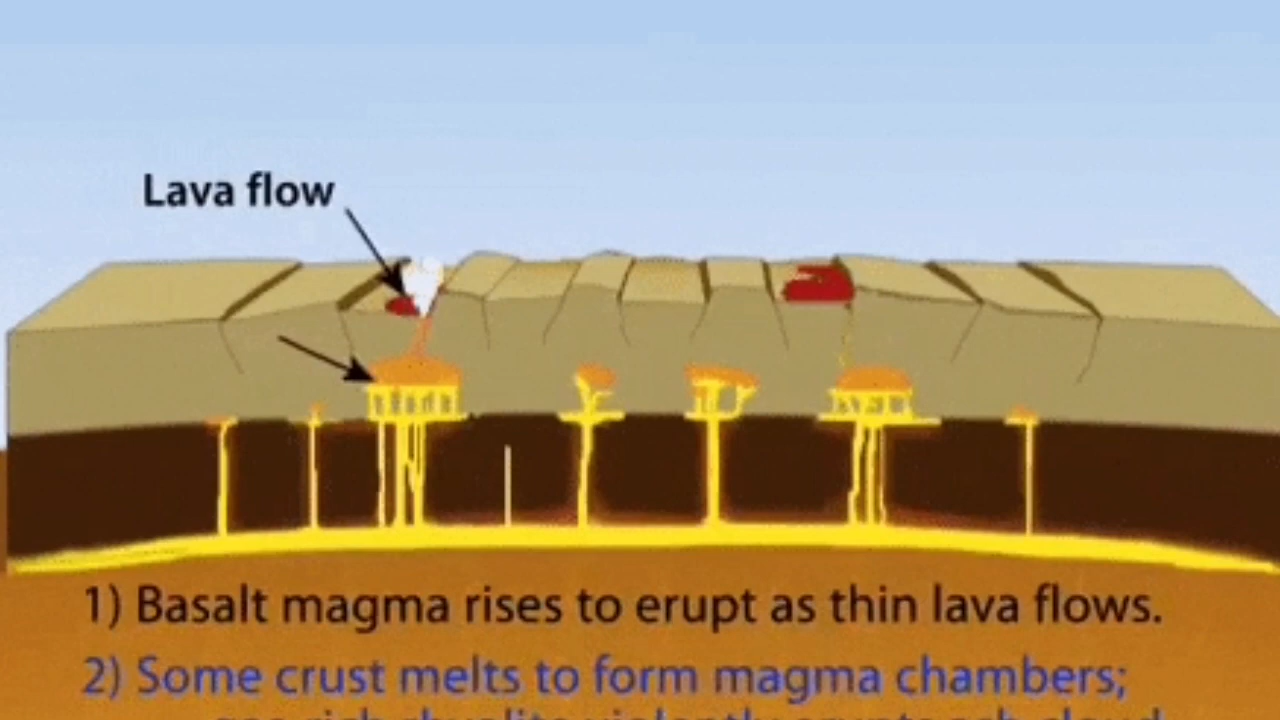 Lava flow
1) Basalt magma rises to erupt as thin lava flows.
2) Some crust melts to form magma chambers;